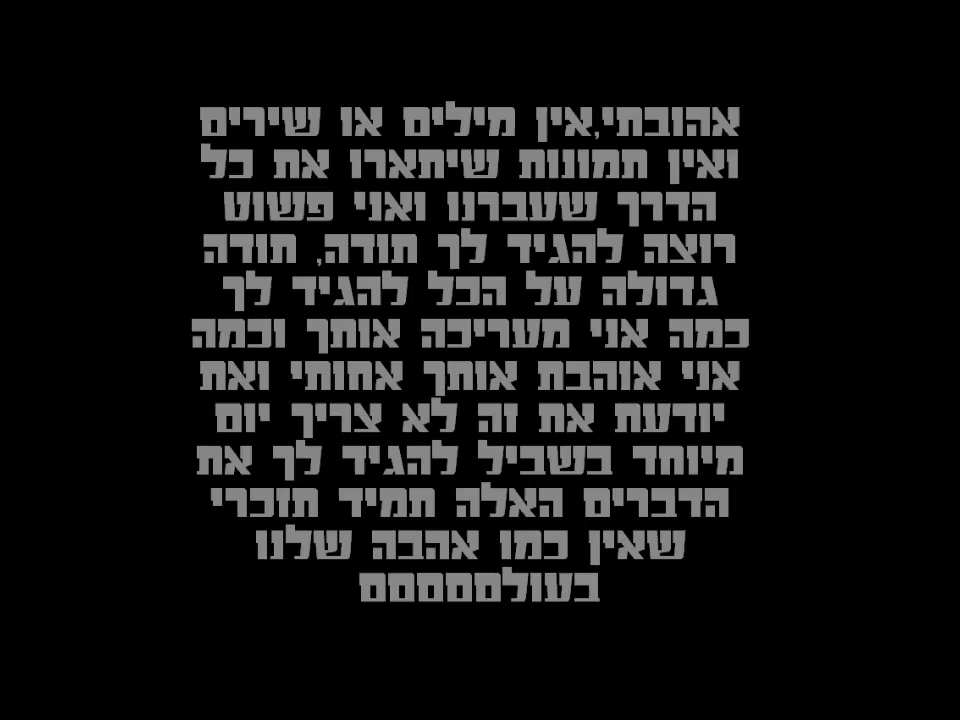 אהובתי,אין מילים או שירים
ואין תמונות שיתארו את כל
הדרך שעברנו ואני פשוט
רוצה להגיד לך תודה, תודה
גדולה על הכל להגיד לך
כמה אני מעריכה אותך וכמה
אני אוהבת אותך אחותי ואת
יודעת את זה לא צריך יום
מיוחד בשביל להגיד לך את
הדברים האלה תמיד תזכרי
שאין כמו אהבה שלנו
בעולםםםםםם